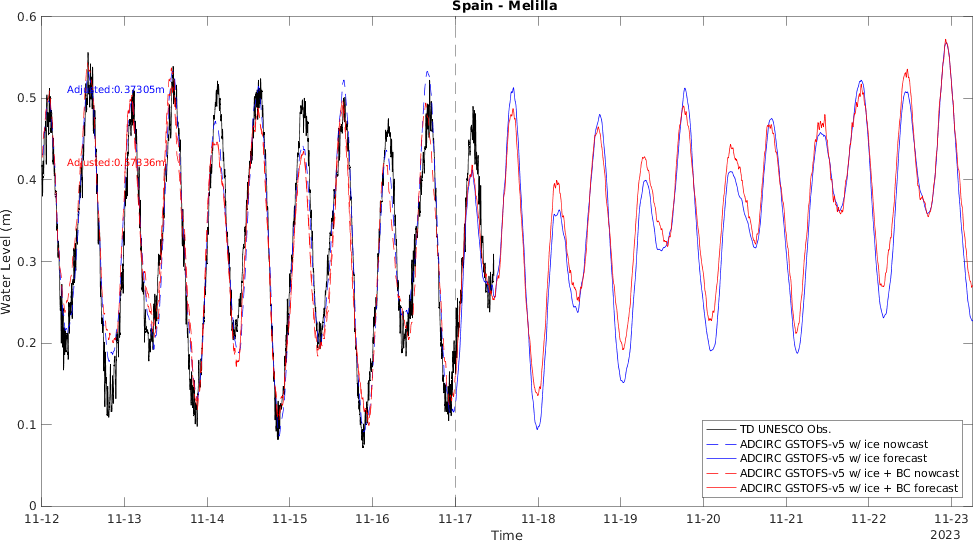 Spain - Melilla
0.6
0.5
0.4
0.3
0.2
0.1
0
Water Level (m)
Adjusted:0.37305m
Adjusted:0.37836m
TD UNESCO Obs.
ADCIRC GSTOFS-v5 w/ ice nowcast
ADCIRC GSTOFS-v5 w/ ice forecast
ADCIRC GSTOFS-v5 w/ ice + BC nowcast
ADCIRC GSTOFS-v5 w/ ice + BC forecast
11-12 11-13 11-14 11-15 11-16 11-17 11-18 11-19 11-20 11-21 11-22 11-23
2023
Time